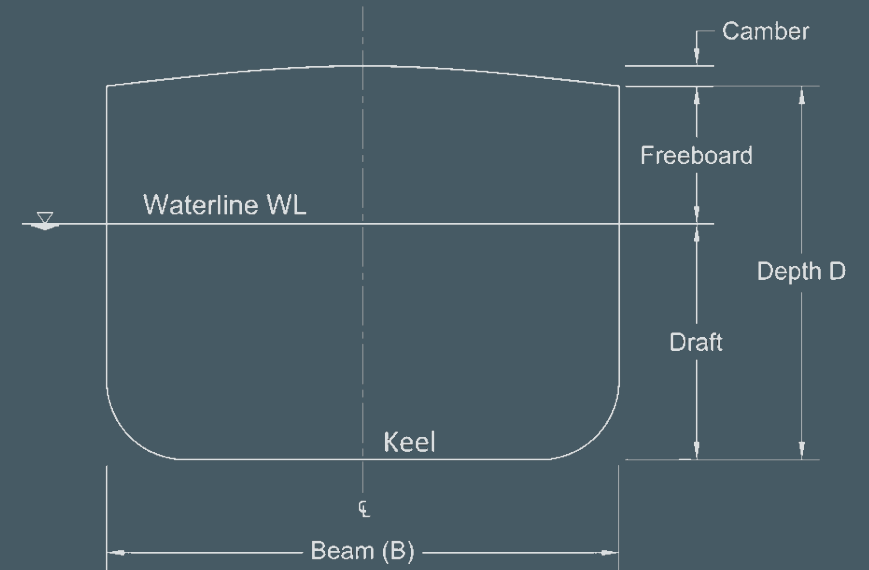 Camber
Freeboard
Waterline WL
Depth D
Draft
Keel
℄
Beam (B)